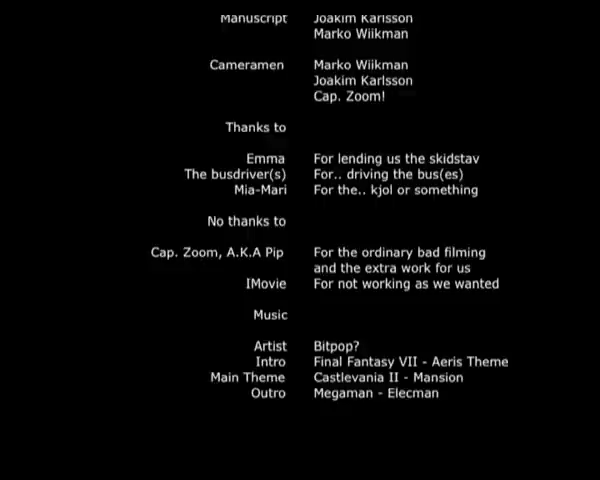 Manuscript Joakim Karlsson
Marko Wiikman
Cameramen Marko Wiikman
Joakim Karlsson
Cap. Zoom!
Thanks to
Emma For lending us the skidstav
The busdriver(s) For.. driving the bus(es)
Mia-Mari For the.. kjol or something
No thanks to
Cap. Zoom, A.K.A Pip For the ordinary bad filming
and the extra work for us
IMovie For not working as we wanted
Music
Artist Bitpop?
Intro Final Fantasy VII - Aeris Theme
Main Theme Castlevania II - Mansion
Outro Megaman - Elecman